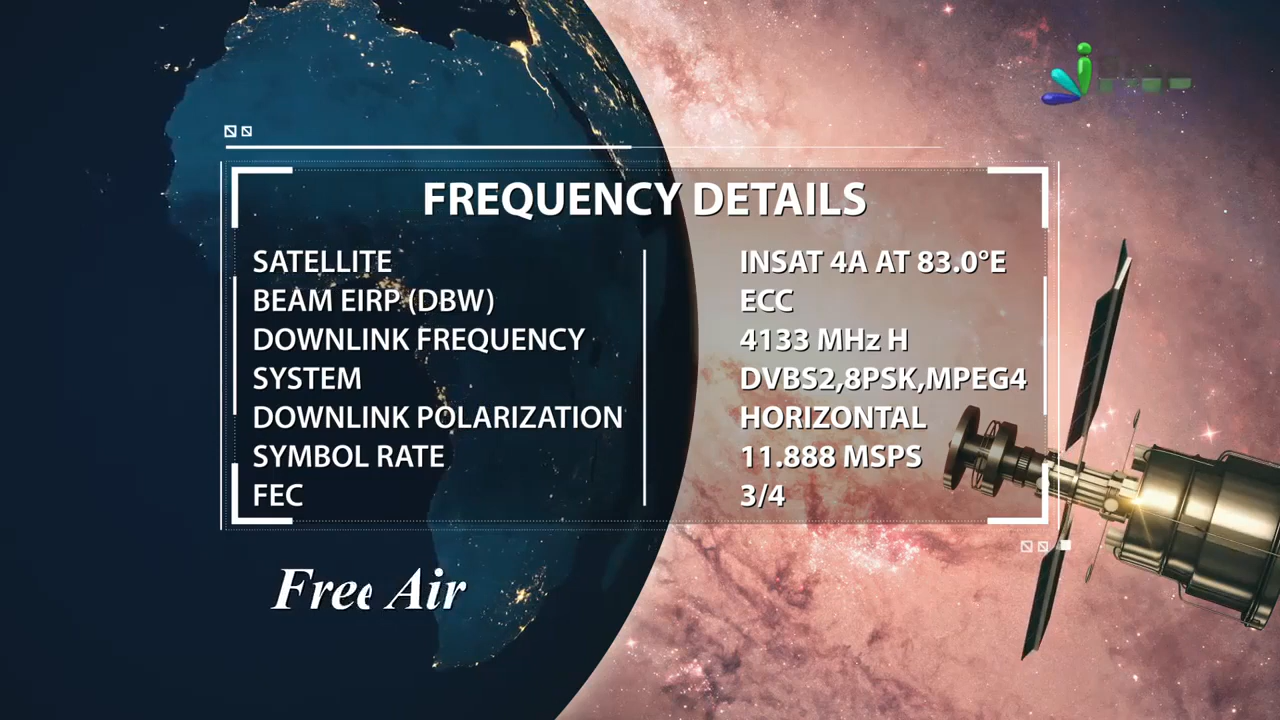 FREQUENCY DETAILS
SATELLITE INSAT 4A AT 83.0°E
BEAM EIRP (DBW) ECC
DOWNLINK FREQUENCY 4133 MHz H
SYSTEM DVBS2,8PSK,MPEG4
DOWNLINK POLARIZATION HORIZONTAL
SYMBOL RATE 11.888 MSPS
FEC 3/4
Free Air